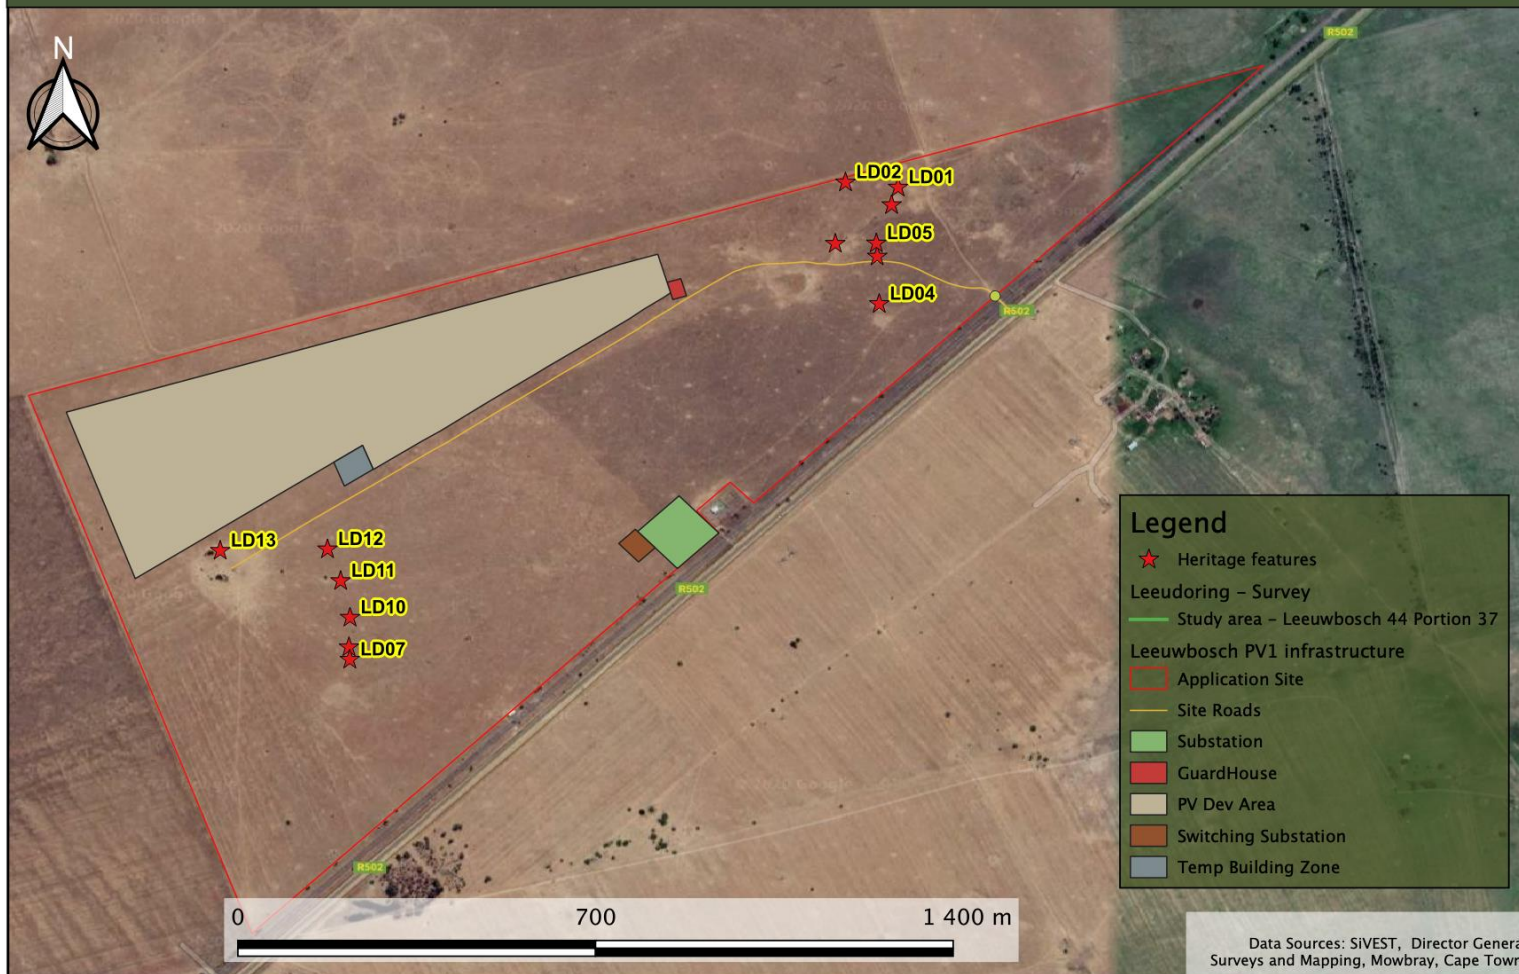 N
R502
LD02
LD01
LD05
LD04
R502
LD13
LD12
LD11
LD10
LD07
R502
R502
Legend
Heritage features
Leeudoring – Survey
Study area – Leeuwbosch 44 Portion 37
Leeuwbosch PV1 infrastructure
Application Site
Site Roads
Substation
GuardHouse
PV Dev Area
Switching Substation
Temp Building Zone
0 700 1 400 m
Data Sources: SiVEST, Director Genera
Surveys and Mapping, Mowbray, Cape Town